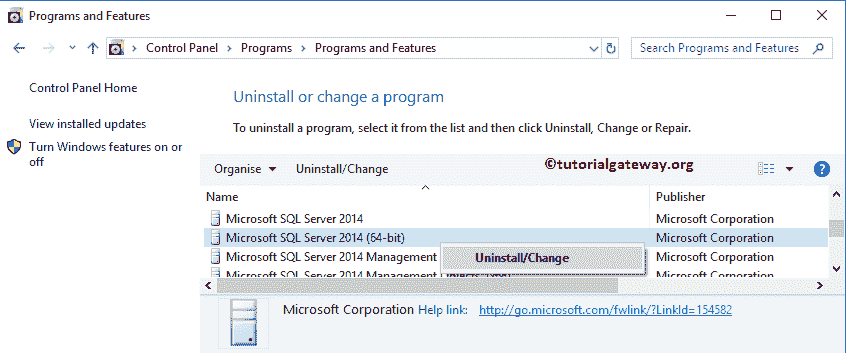 Programs and Features
Control Panel > Programs > Programs and Features
Search Programs and Features
Control Panel Home
View installed updates
Turn Windows features on or
off
Uninstall or change a program
To uninstall a program, select it from the list and then click Uninstall, Change or Repair.
Organise Uninstall/Change
©tutorialgateway.org
?
Name Publisher
Microsoft SQL Server 2014 Microsoft Corporation
Microsoft SQL Server 2014 (64-bit) Microsoft Corporation
Uninstall/Change
Microsoft SQL Server 2014 Management Microsoft Corporation
Microsoft SQL Server 2014 Management Microsoft Corporation
Microsoft Corporation Help link: http://go.microsoft.com/fwlink/?LinkId=154582